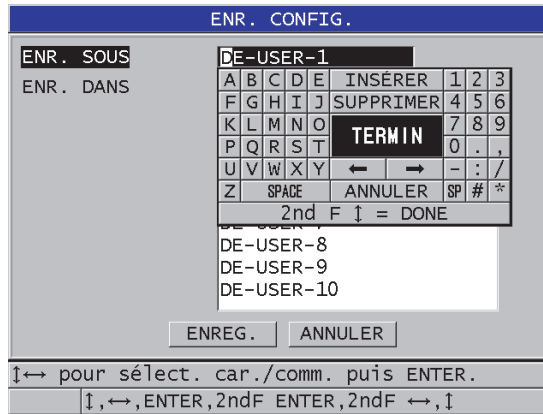 ENR. CONFIG.
ENR. SOUS
DE-USER-1
ENR. DANS
A B C D E INSÉRER 1 2 3
F G H I J SUPPRIMER 4 5 6
K L M N O TERMIN 7 8 9
P Q R S T 0 . ,
U V W X Y ← → - : /
Z SPACE ANNULER SP # *
2nd F ↕ = DONE
DE-USER-8
DE-USER-9
DE-USER-10
ENREG. ANNULER
↕↔ pour sélect. car./comm. puis ENTER.
↕,↔,ENTER,2ndF ENTER,2ndF ↔,↕